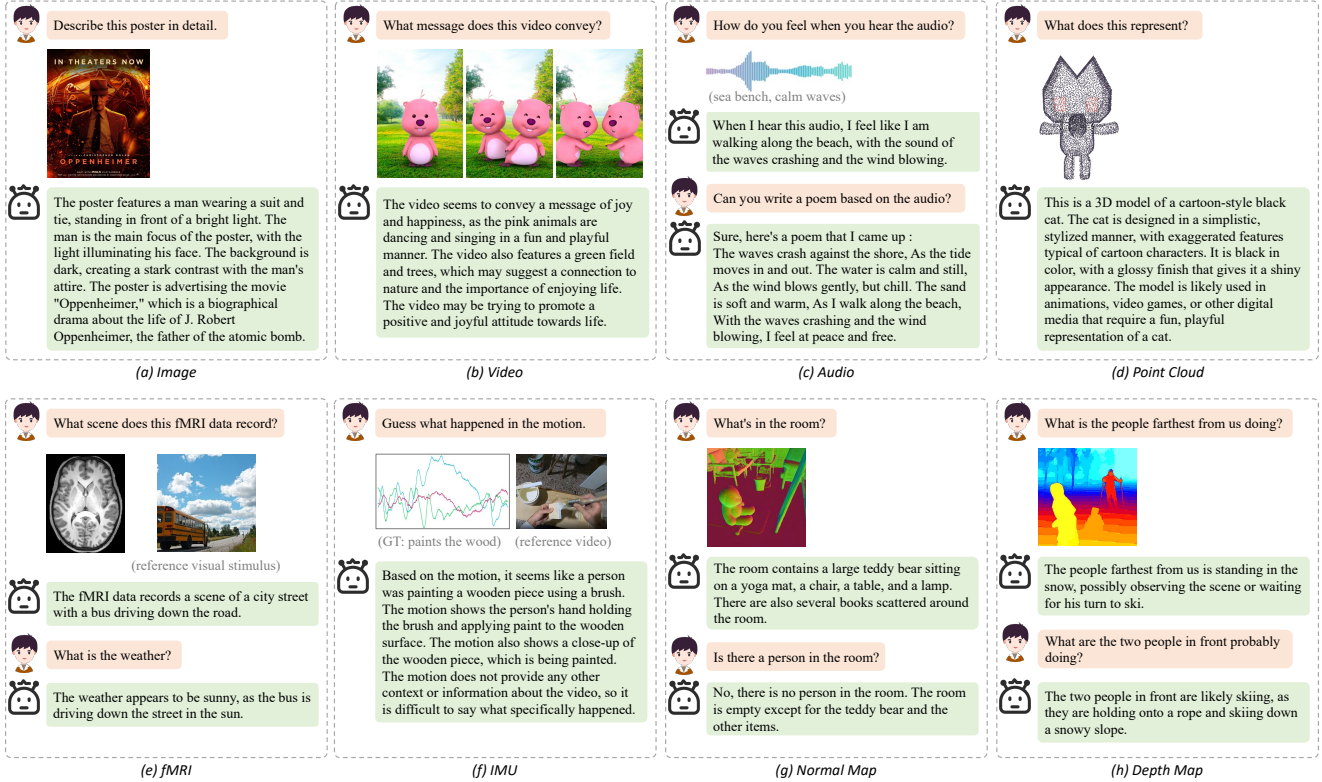 Describe this poster in detail.
IN THEATERS NOW
OPPENHEIMER
The poster features a man wearing a suit and
tie, standing in front of a bright light. The
man is the main focus of the poster, with the
light illuminating his face. The background is
dark, creating a stark contrast with the man's
attire. The poster is advertising the movie
"Oppenheimer," which is a biographical
drama about the life of J. Robert
Oppenheimer, the father of the atomic bomb.
(a) Image
What message does this video convey?
The video seems to convey a message of joy
and happiness, as the pink animals are
dancing and singing in a fun and playful
manner. The video also features a green field
and trees, which may suggest a connection to
nature and the importance of enjoying life.
The video may be trying to promote a
positive and joyful attitude towards life.
(b) Video
How do you feel when you hear the audio?
(sea bench, calm waves)
When I hear this audio, I feel like I am
walking along the beach, with the sound of
the waves crashing and the wind blowing.
Can you write a poem based on the audio?
Sure, here's a poem that I came up :
The waves crash against the shore, As the tide
moves in and out. The water is calm and still,
As the wind blows gently, but chill. The sand
is soft and warm, As I walk along the beach,
With the waves crashing and the wind
blowing, I feel at peace and free.
(c) Audio
What does this represent?
This is a 3D model of a cartoon-style black
cat. The cat is designed in a simplistic,
stylized manner, with exaggerated features
typical of cartoon characters. It is black in
color, with a glossy finish that gives it a shiny
appearance. The model is likely used in
animations, video games, or other digital
media that require a fun, playful
representation of a cat.
(d) Point Cloud
What scene does this fMRI data record?
(reference visual stimulus)
The fMRI data records a scene of a city street
with a bus driving down the road.
What is the weather?
The weather appears to be sunny, as the bus is
driving down the street in the sun.
(e) fMRI
Guess what happened in the motion.
(GT: paints the wood)
(reference video)
Based on the motion, it seems like a person
was painting a wooden piece using a brush.
The motion shows the person's hand holding
the brush and applying paint to the wooden
surface. The motion also shows a close-up of
the wooden piece, which is being painted.
The motion does not provide any other
context or information about the video, so it
is difficult to say what specifically happened.
(f) IMU
What's in the room?
The room contains a large teddy bear sitting
on a yoga mat, a chair, a table, and a lamp.
There are also several books scattered around
the room.
Is there a person in the room?
No, there is no person in the room. The room
is empty except for the teddy bear and the
other items.
(g) Normal Map
What is the people farthest from us doing?
The people farthest from us is standing in the
snow, possibly observing the scene or waiting
for his turn to ski.
What are the two people in front probably
doing?
The two people in front are likely skiing, as
they are holding onto a rope and skiing down
a snowy slope.
(h) Depth Map